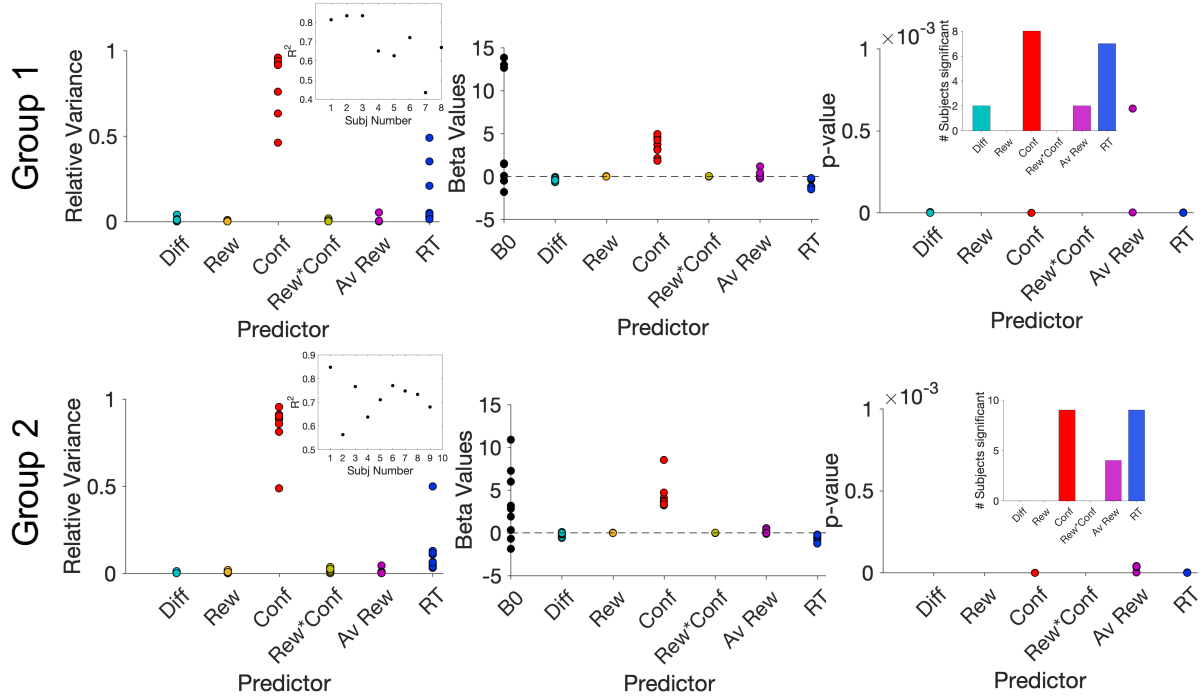 Group 1
Relative Variance
1
0.5
0
Diff
Rew
Conf
Rew*Conf
Av Rew
RT
Predictor
R²
0.8
0.7
0.6
0.5
0.4
1 2 3 4 5 6 7 8
Subj Number
Beta Values
15
10
5
0
-5
B0
Diff
Rew
Conf
Rew*Conf
Av Rew
RT
Predictor
p-value
×10⁻³
1
0.5
0
Diff
Rew
Conf
Rew*Conf
Av Rew
RT
Predictor
# Subjects significant
8
6
4
2
0
Diff
Rew
Conf
Rew*Conf
Av Rew
RT
Group 2
Relative Variance
1
0.5
0
Diff
Rew
Conf
Rew*Conf
Av Rew
RT
Predictor
R²
0.9
0.8
0.7
0.6
0.5
1 2 3 4 5 6 7 8 9 10
Subj Number
Beta Values
15
10
5
0
-5
B0
Diff
Rew
Conf
Rew*Conf
Av Rew
RT
Predictor
p-value
×10⁻³
1
0.5
0
Diff
Rew
Conf
Rew*Conf
Av Rew
RT
Predictor
# Subjects significant
10
5
0
Diff
Rew
Conf
Rew*Conf
Av Rew
RT